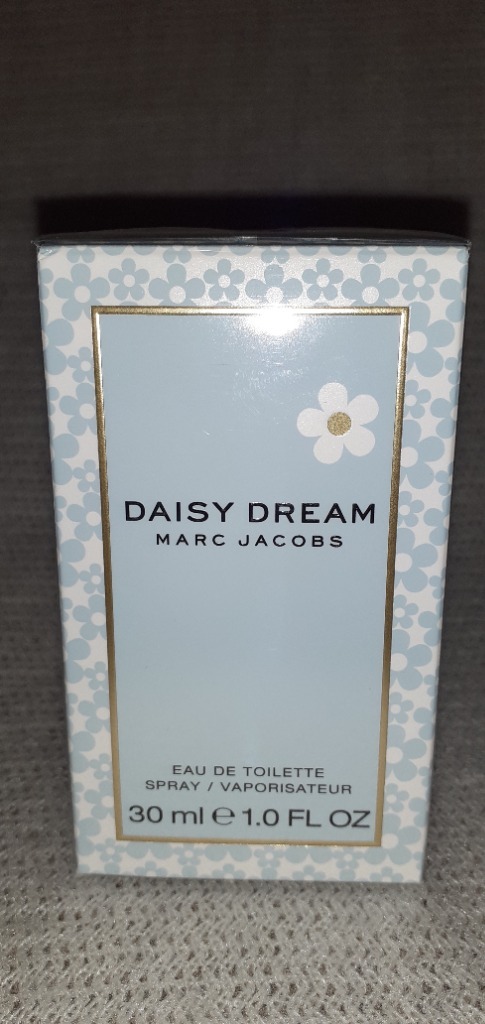 DAISY DREAM
MARC JACOBS
EAU DE TOILETTE
SPRAY / VAPORISATEUR
30 ml ℮ 1.0 FL OZ